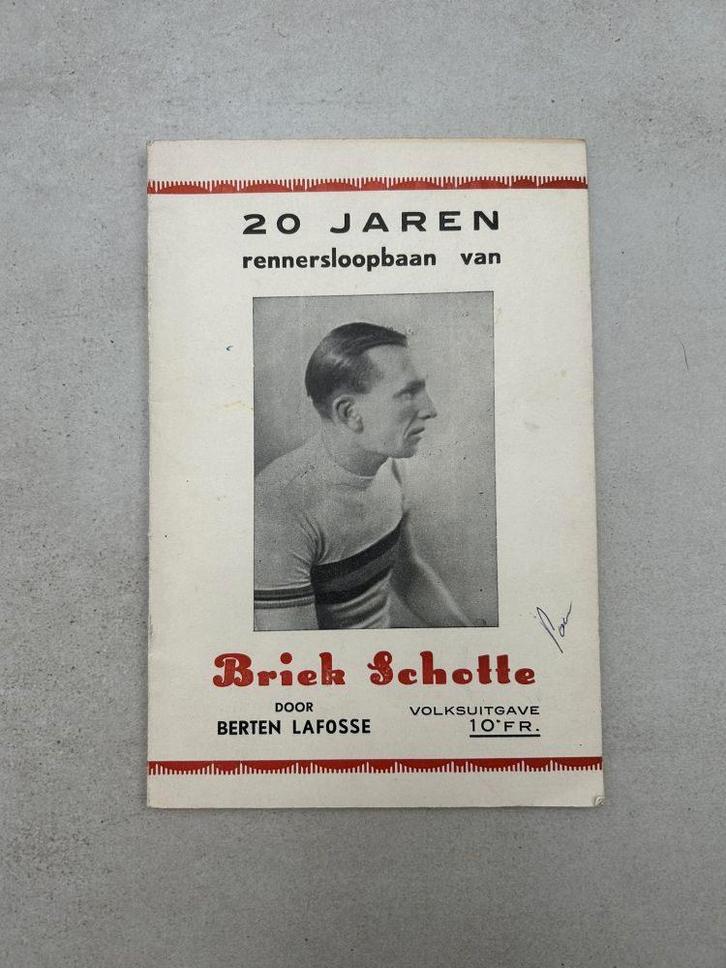 20 JAREN
rennersloopbaan van
Briek Schotte
DOOR
BERTEN LAFOSSE
VOLKSUITGAVE
10 FR.